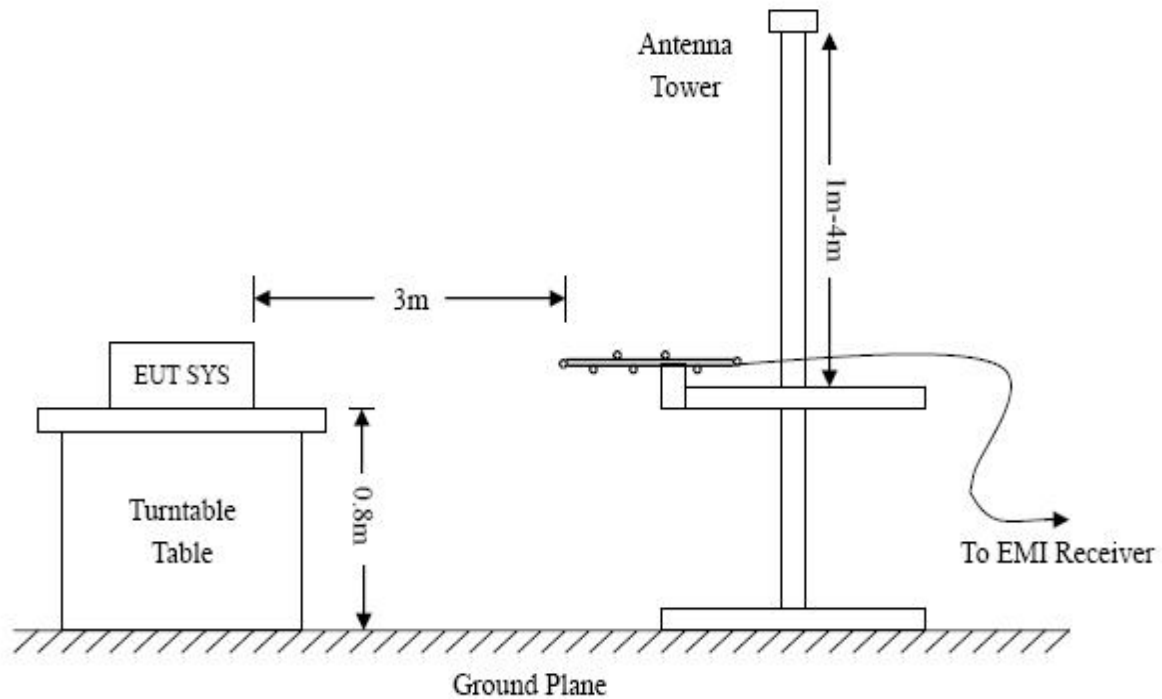 Antenna
Tower
1m-4m
3m
EUT SYS
Turntable
Table
0.8m
To EMI Receiver
Ground Plane